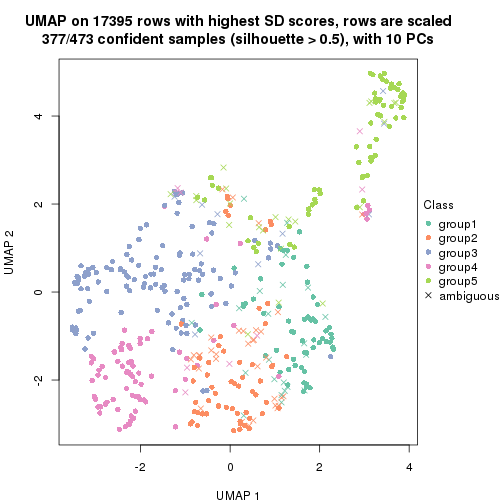 UMAP on 17395 rows with highest SD scores, rows are scaled
377/473 confident samples (silhouette > 0.5), with 10 PCs
4
2
0
-2
UMAP 2
-2
0
2
4
UMAP 1
Class
group1
group2
group3
group4
group5
ambiguous